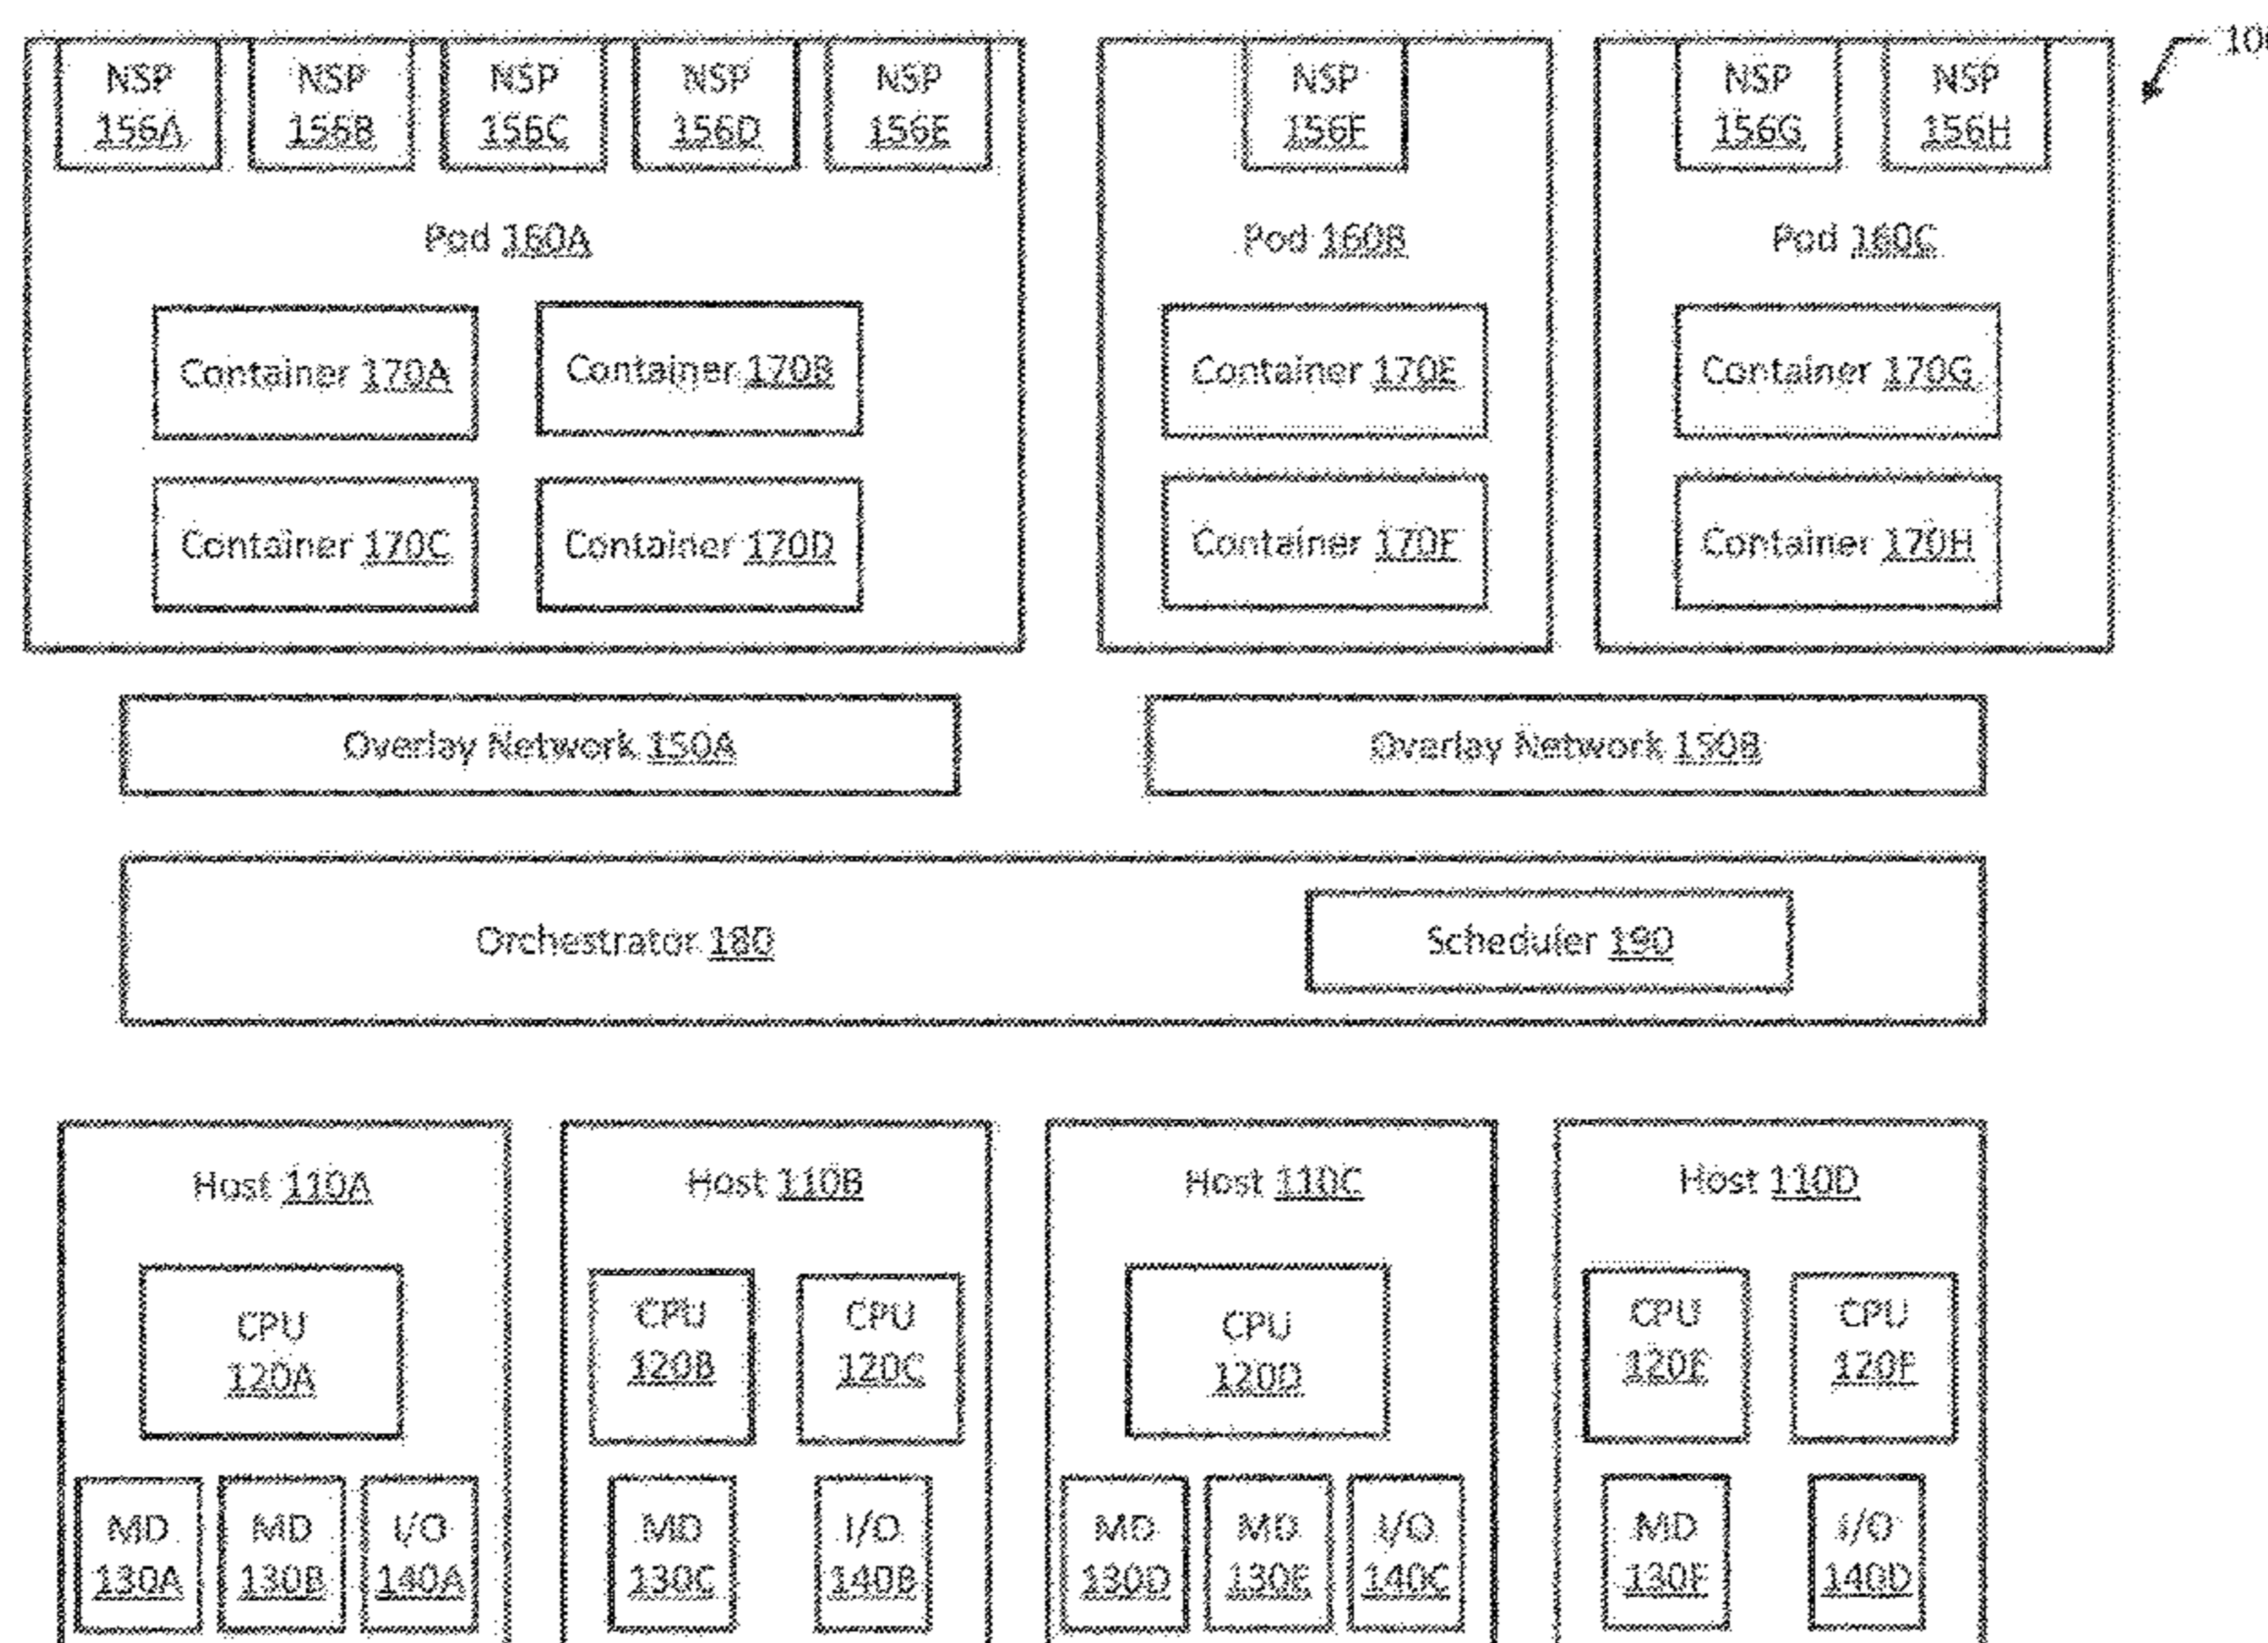 100
NSP NSP NSP NSP NSP NSP NSP NSP
156A 156B 156C 156D 156E 156F 156G 156H
Pod 160A Pod 160B Pod 160C
Container 170A Container 170B Container 170E Container 170G
Container 170C Container 170D Container 170F Container 170H
Overlay Network 150A Overlay Network 150B
Orchestrator 180 Scheduler 190
Host 110A Host 110B Host 110C Host 110D
CPU CPU CPU CPU CPU CPU
120A 120B 120C 120D 120E 120F
MD MD I/O MD I/O MD MD I/O MD I/O
130A 130B 140A 130C 140B 130D 130E 140C 130F 140D